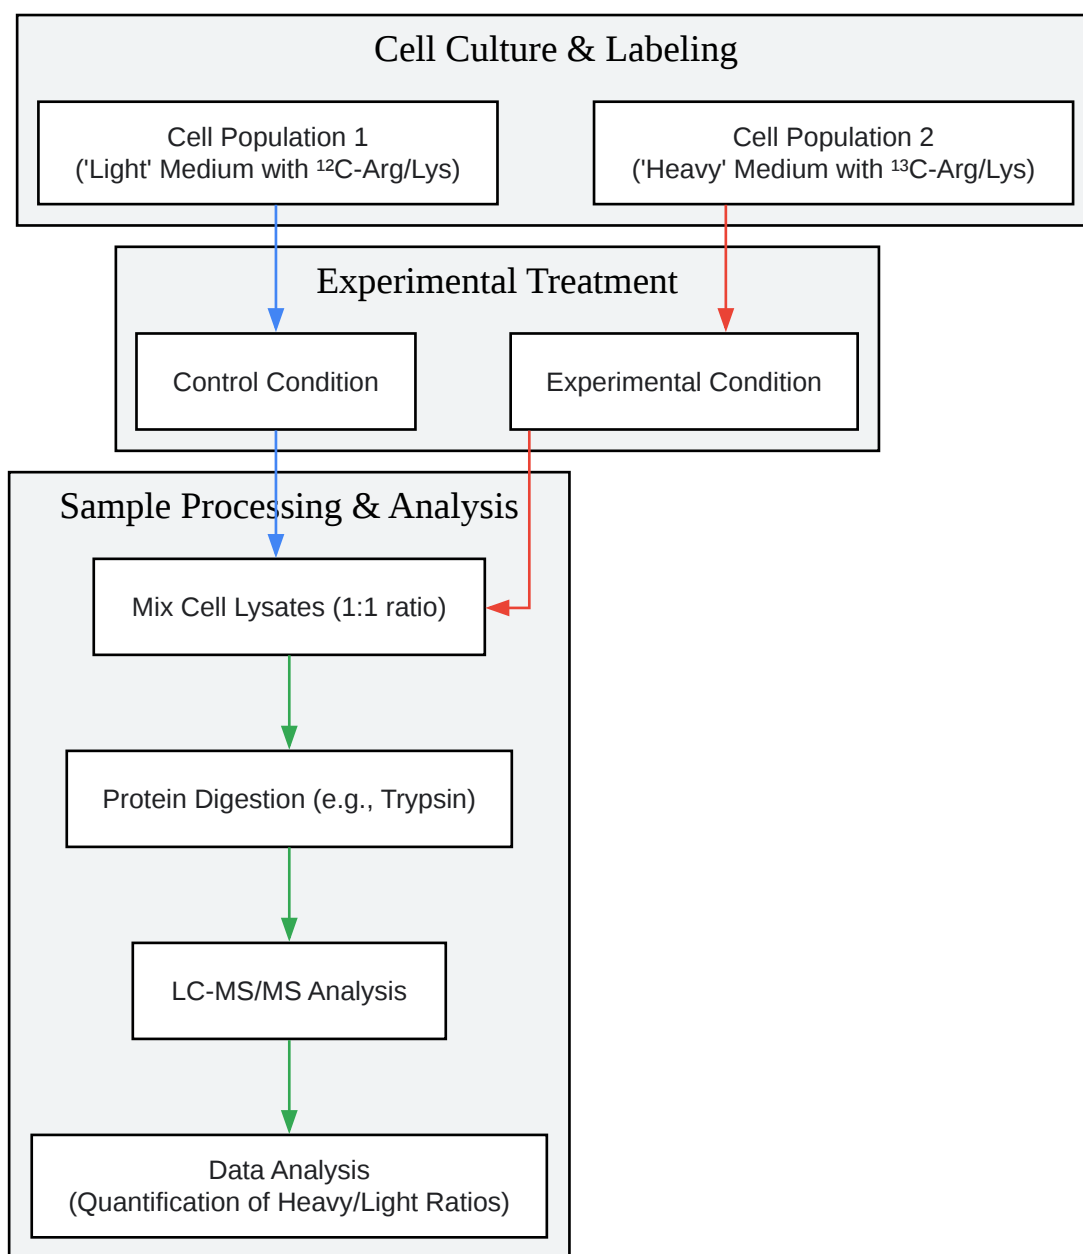 Cell Culture & Labeling
Cell Population 1
('Light' Medium with ¹²C-Arg/Lys)
Cell Population 2
('Heavy' Medium with ¹³C-Arg/Lys)
Experimental Treatment
Control Condition
Experimental Condition
Sample Processing & Analysis
Mix Cell Lysates (1:1 ratio)
Protein Digestion (e.g., Trypsin)
LC-MS/MS Analysis
Data Analysis
(Quantification of Heavy/Light Ratios)